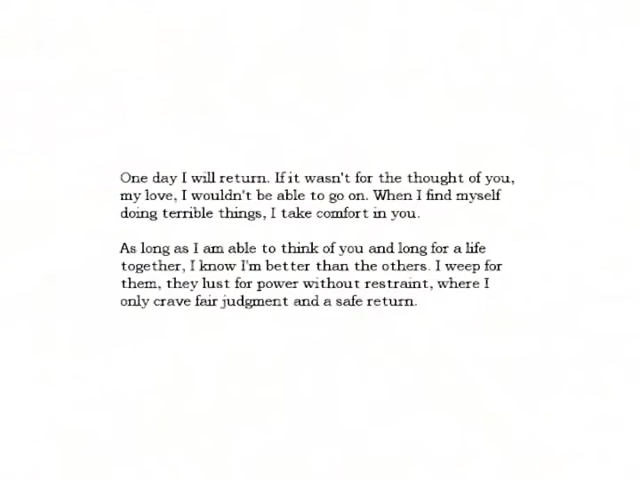 One day I will return. If it wasn't for the thought of you,
my love, I wouldn't be able to go on. When I find myself
doing terrible things, I take comfort in you.
As long as I am able to think of you and long for a life
together, I know I'm better than the others. I weep for
them, they lust for power without restraint, where I
only crave fair judgment and a safe return.